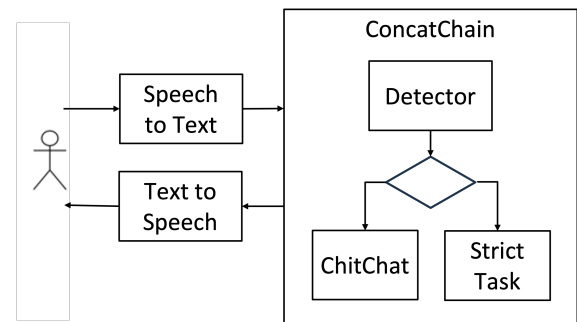 ConcatChain
Speech
to Text
Detector
Text to
Speech
ChitChat
Strict
Task